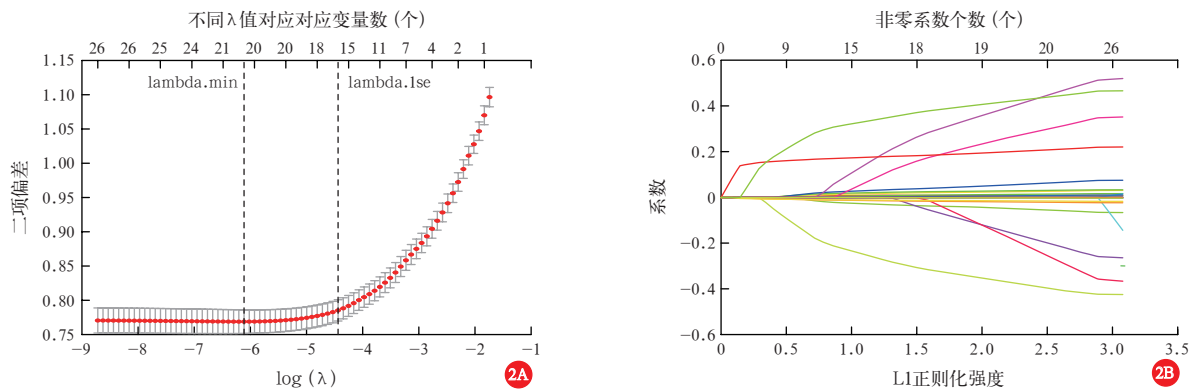 不同λ值对应对应变量数（个）
26 26 25 24 21 20 20 18 15 11 7 4 2 1
1.15
1.10
1.05
1.00
0.95
0.90
0.85
0.80
0.75
二项偏差
lambda.min
lambda.1se
−9 −8 −7 −6 −5 −4 −3 −2 −1
log（λ）
2A
非零系数个数（个）
0 9 15 18 19 20 26
0.6
0.4
0.2
0
−0.2
−0.4
−0.6
系数
0 0.5 1.0 1.5 2.0 2.5 3.0 3.5
L1正则化强度
2B